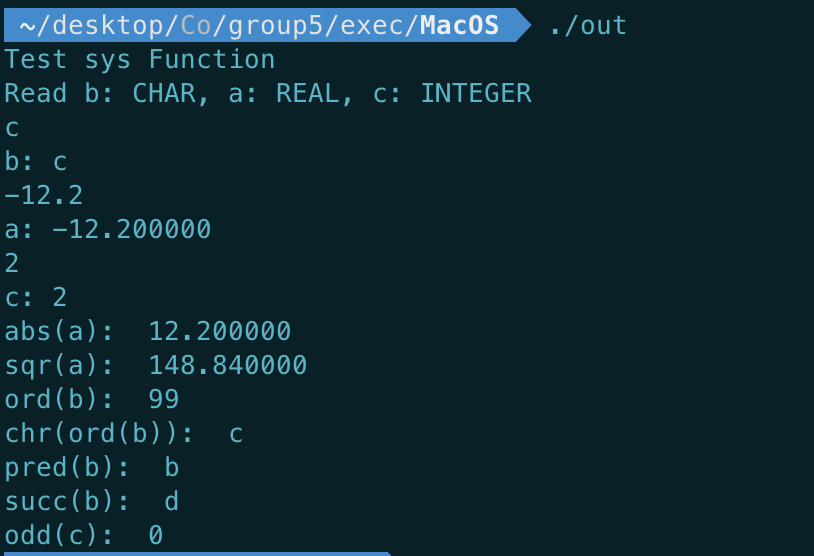 ~/desktop/Co/group5/exec/MacOS ./out
Test sys Function
Read b: CHAR, a: REAL, c: INTEGER
c
b: c
-12.2
a: -12.200000
2
c: 2
abs(a):  12.200000
sqr(a):  148.840000
ord(b):  99
chr(ord(b)):  c
pred(b):  b
succ(b):  d
odd(c):  0